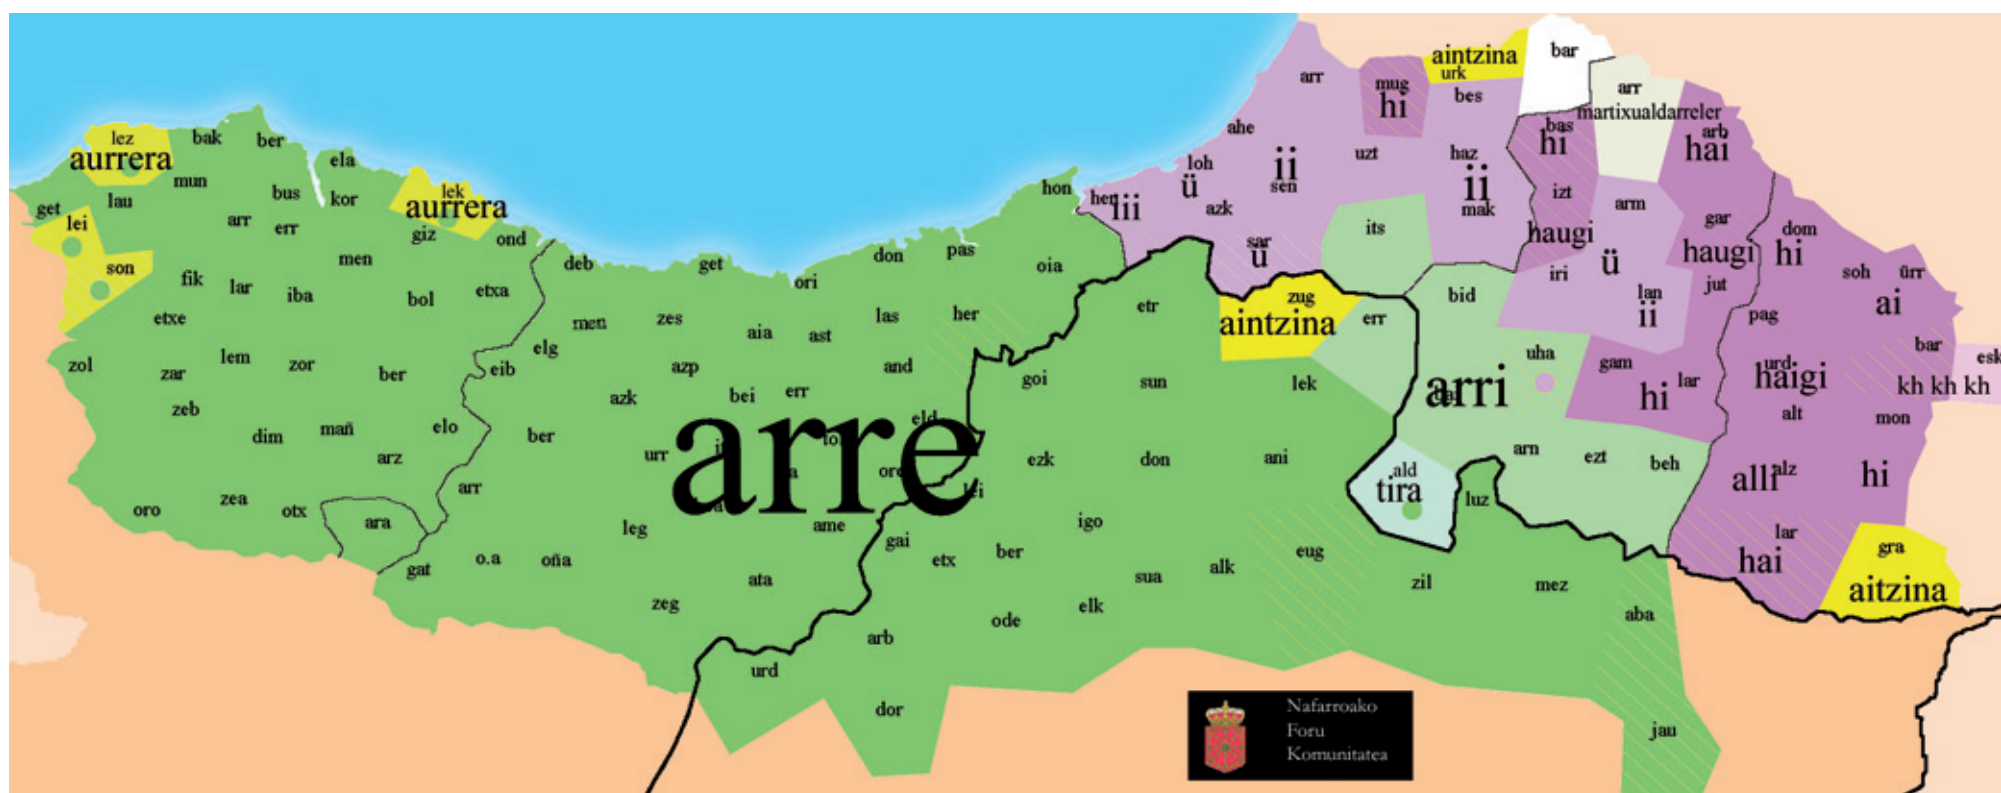 bar
aintzina
urk
arr
mug
hi
bes
arr
martixualdarreler
lez
aurrera
bak
ber
ela
ahe
uzt
haz
bas
hi
arb
hai
loh
ü
ii
sen
ii
mak
izt
arm
mun
bus
kor
lek
aurrera
hon
hen
iii
azk
get
lau
lei
arr
err
giz
ond
sar
ü
its
haugi
gar
haugi
dom
hi
son
men
deb
get
don
pas
oia
ori
iri
ü
jut
soh
ürr
ai
fik
lar
iba
bol
etxa
etr
zug
aintzina
err
bid
lan
ii
pag
etxe
men
zes
aia
ast
las
her
zol
zar
lem
zor
ber
eib
elg
azp
and
goi
sun
lek
uha
gam
hi
lar
urd
haigi
bar
kh kh kh
esk
zeb
azk
bei
err
arri
alt
mon
dim
mañ
elo
ber
eld
arre
arz
urr
ezk
don
ani
arn
ezt
beh
alli
alz
hi
ald
tira
luz
oro
zea
otx
ara
arr
leg
ame
gai
igo
lar
hai
gat
o.a
oña
ata
etx
ber
sua
alk
eug
zil
mez
gra
aitzina
zeg
arb
ode
elk
aba
urd
dor
jau
Nafarroako
Foru
Komunitatea